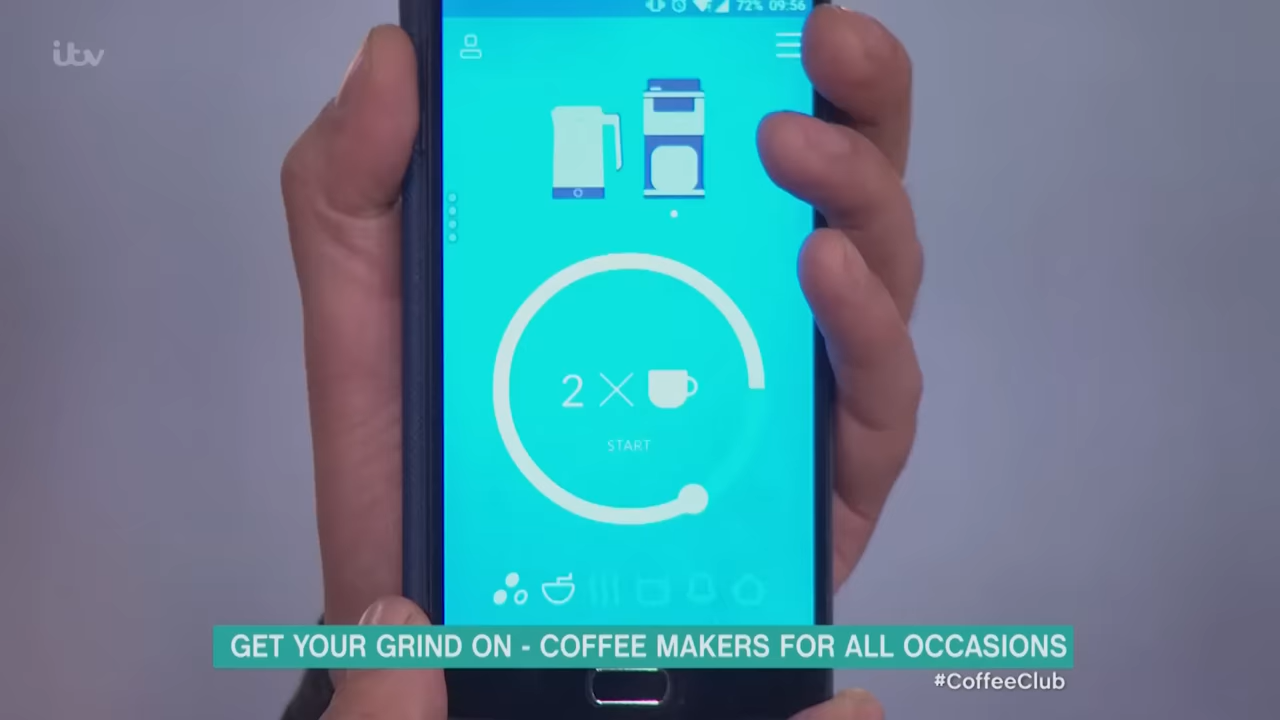 itv
72% 09:56
2 ×
START
GET YOUR GRIND ON - COFFEE MAKERS FOR ALL OCCASIONS
#CoffeeClub